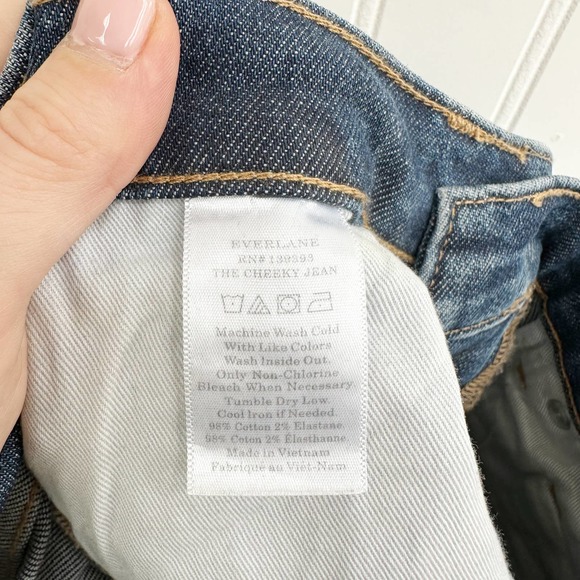 EVERLANE
RN# 139393
THE CHEEKY JEAN
Machine Wash Cold
With Like Colors
Wash Inside Out.
Only Non-Chlorine
Bleach When Necessary.
Tumble Dry Low.
Cool Iron if Needed.
98% Cotton 2% Elastane
98% Coton 2% Élasthanne
Made in Vietnam
Fabriqué au Viêt-Nam